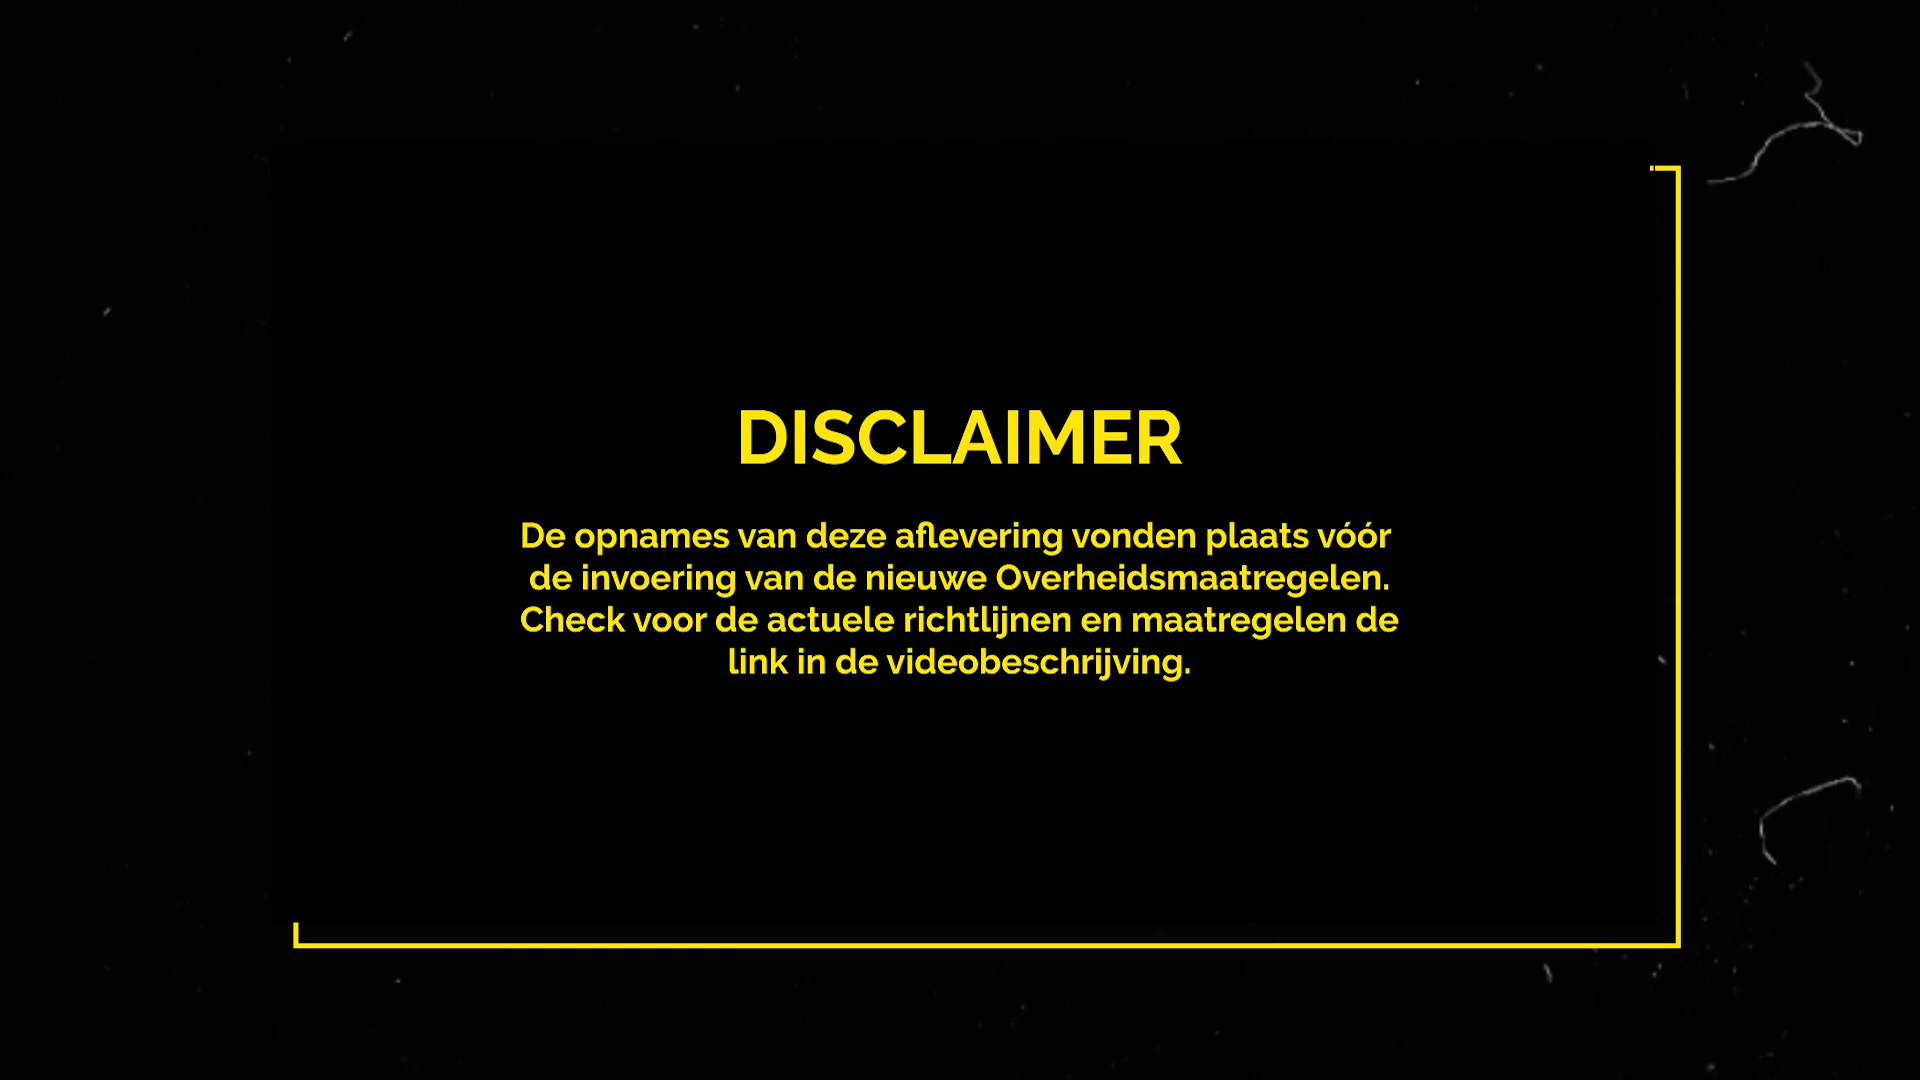 DISCLAIMER
De opnames van deze aflevering vonden plaats vóór
de invoering van de nieuwe Overheidsmaatregelen.
Check voor de actuele richtlijnen en maatregelen de
link in de videobeschrijving.